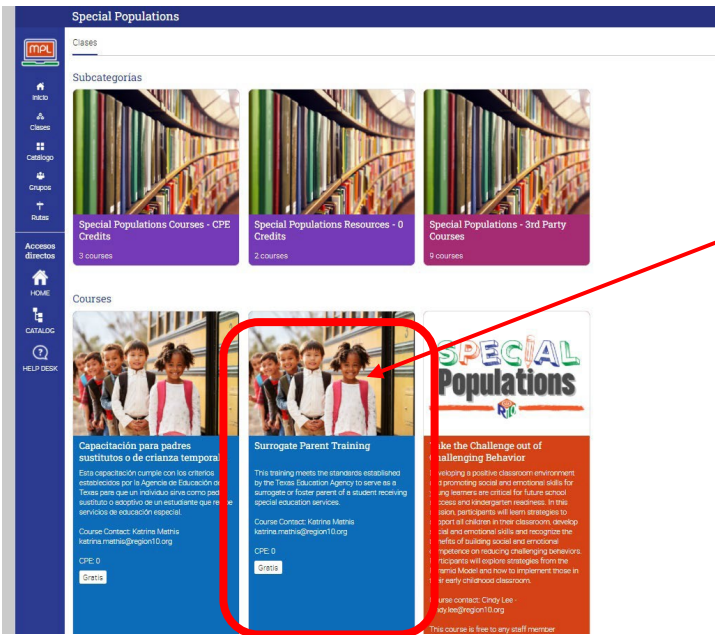 Special Populations
MPL
Inicio
Clases
Catálogo
Grupos
Rutas
Accesos
directos
HOME
CATALOG
HELP DESK
Clases
Subcategorías
Special Populations Courses - CPE
Credits
3 courses
Special Populations Resources - 0
Credits
2 courses
Special Populations - 3rd Party
Courses
9 courses
Courses
Capacitación para padres
sustitutos o de crianza temporal
Esta capacitación cumple con los criterios
establecidos por la Agencia de Educación de
Texas para que un individuo sirva como padre
sustituto o adoptivo de un estudiante que
servicios de educación especial.
Course Contact: Katrina Mathis
katrina.mathis@region10.org
CPE: 0
Gratis
Surrogate Parent Training
This training meets the standards established
by the Texas Education Agency to serve as a
surrogate or foster parent of a student receiving
special education services.
Course Contact: Katrina Mathis
katrina.mathis@region10.org
CPE: 0
Gratis
SPECIAL
Populations
R10
Take the Challenge out of
Challenging Behavior
Developing a positive classroom environment
and promoting social and emotional skills for
young learners are critical for future school
success and kindergarten readiness. In this
session, participants will learn strategies to
support all children in their classroom, develop
social and emotional skills and recognize the
benefits of building social and emotional
competence on reducing challenging behaviors.
Participants will explore strategies from the
Pyramid Model and how to implement those in
their early childhood classroom.
Course contact: Cindy Lee -
cindy.lee@region10.org
This course is free to any staff member